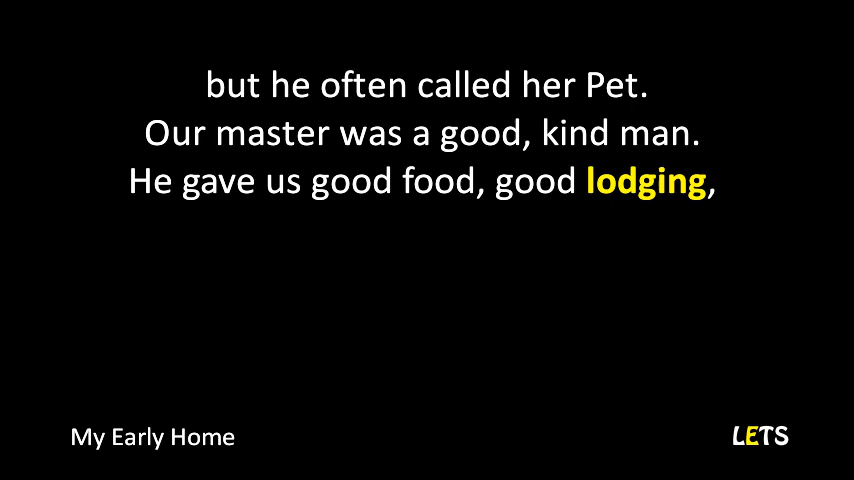 but he often called her Pet.
Our master was a good, kind man.
He gave us good food, good lodging,
My Early Home
LETS